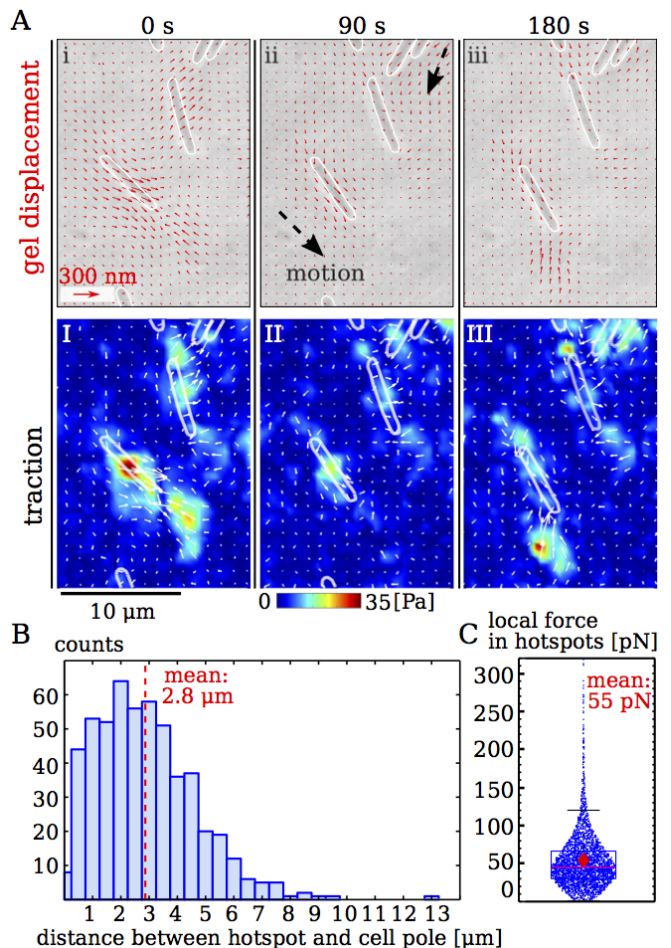 A
0 s 90 s 180 s
gel displacement
i ii iii
300 nm
motion
traction
I II III
10 µm
0 35 [Pa]
B counts
mean:
2.8 µm
60
50
40
30
20
10
1 2 3 4 5 6 7 8 9 10 11 12 13
distance between hotspot and cell pole [µm]
C local force
in hotspots [pN]
mean:
55 pN
300
250
200
150
100
50
0